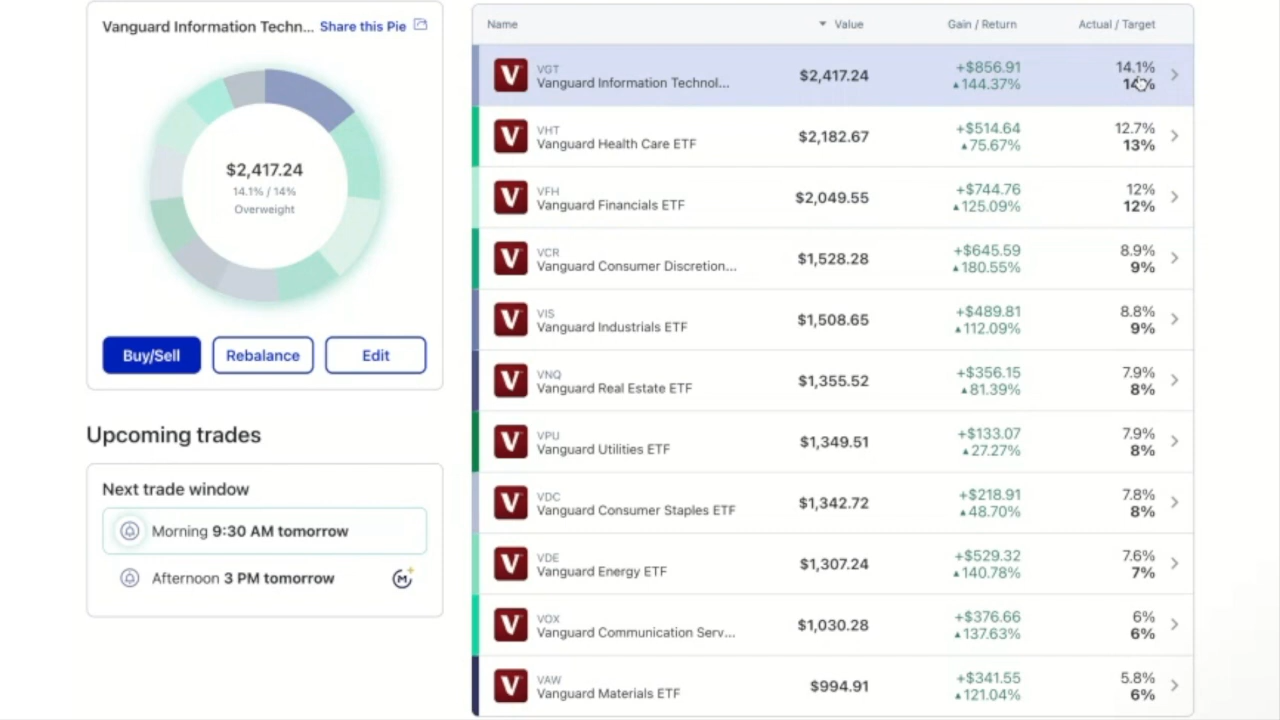 Vanguard Information Techn... Share this Pie
$2,417.24
14.1% / 14%
Overweight
Buy/Sell Rebalance Edit
Upcoming trades
Next trade window
Morning 9:30 AM tomorrow
Afternoon 3 PM tomorrow
Name Value Gain / Return Actual / Target
VGT
Vanguard Information Technol...
$2,417.24
+$856.91
144.37%
14.1%
14%
VHT
Vanguard Health Care ETF
$2,182.67
+$514.64
75.67%
12.7%
13%
VFH
Vanguard Financials ETF
$2,049.55
+$744.76
125.09%
12%
12%
VCR
Vanguard Consumer Discretion...
$1,528.28
+$645.59
180.55%
8.9%
9%
VIS
Vanguard Industrials ETF
$1,508.65
+$489.81
112.09%
8.8%
9%
VNQ
Vanguard Real Estate ETF
$1,355.52
+$356.15
81.39%
7.9%
8%
VPU
Vanguard Utilities ETF
$1,349.51
+$133.07
27.27%
7.9%
8%
VDC
Vanguard Consumer Staples ETF
$1,342.72
+$218.91
48.70%
7.8%
8%
VDE
Vanguard Energy ETF
$1,307.24
+$529.32
140.78%
7.6%
7%
VOX
Vanguard Communication Serv...
$1,030.28
+$376.66
137.63%
6%
6%
VAW
Vanguard Materials ETF
$994.91
+$341.55
121.04%
5.8%
6%